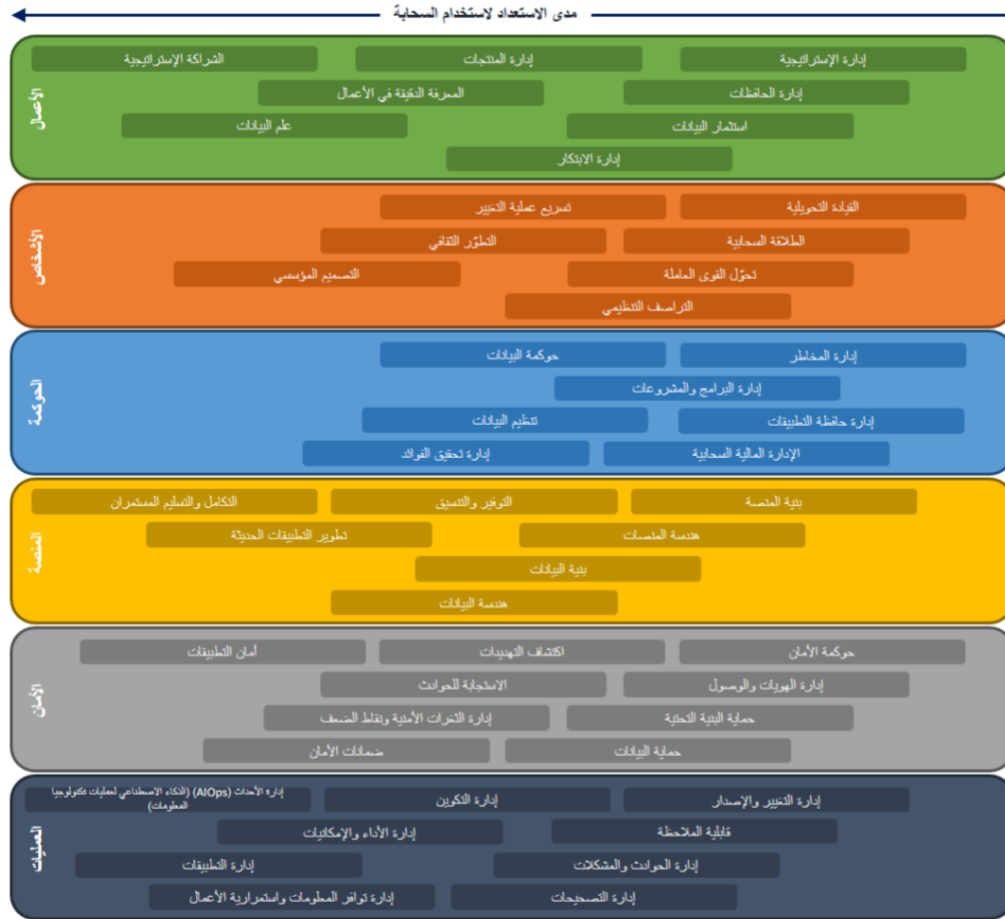 مدى الاستعداد لاستخدام السحابة
الأعمال
إدارة الإستراتيجية
إدارة المنتجات
الشراكة الإستراتيجية
إدارة الحافظات
المعرفة الدقيقة في الأعمال
استثمار البيانات
علم البيانات
إدارة الابتكار
الأشخاص
القيادة التحويلية
تسريع عملية التغيير
الطلاقة السحابية
التطوّر الثقافي
تحوّل القوى العاملة
التصميم المؤسسي
التراصف التنظيمي
الحوكمة
إدارة المخاطر
حوكمة البيانات
إدارة البرامج والمشروعات
إدارة حافظة التطبيقات
تنظيم البيانات
الإدارة المالية السحابية
إدارة تحقيق الفوائد
المنصة
بنية المنصة
التوفير والتنسيق
التكامل والتسليم المستمران
هندسة المنصات
تطوير التطبيقات الحديثة
بنية البيانات
هندسة البيانات
الأمان
حوكمة الأمان
اكتشاف التهديدات
أمان التطبيقات
إدارة الهويات والوصول
الاستجابة للحوادث
حماية البنية التحتية
إدارة الثغرات الأمنية ونقاط الضعف
حماية البيانات
ضمانات الأمان
العمليات
إدارة التغيير والإصدار
إدارة التكوين
إدارة الأحداث (AIOps) (الذكاء الاصطناعي لعمليات تكنولوجيا
المعلومات)
قابلية الملاحظة
إدارة الأداء والإمكانيات
إدارة الحوادث والمشكلات
إدارة التطبيقات
إدارة التصحيحات
إدارة توافر المعلومات واستمرارية الأعمال